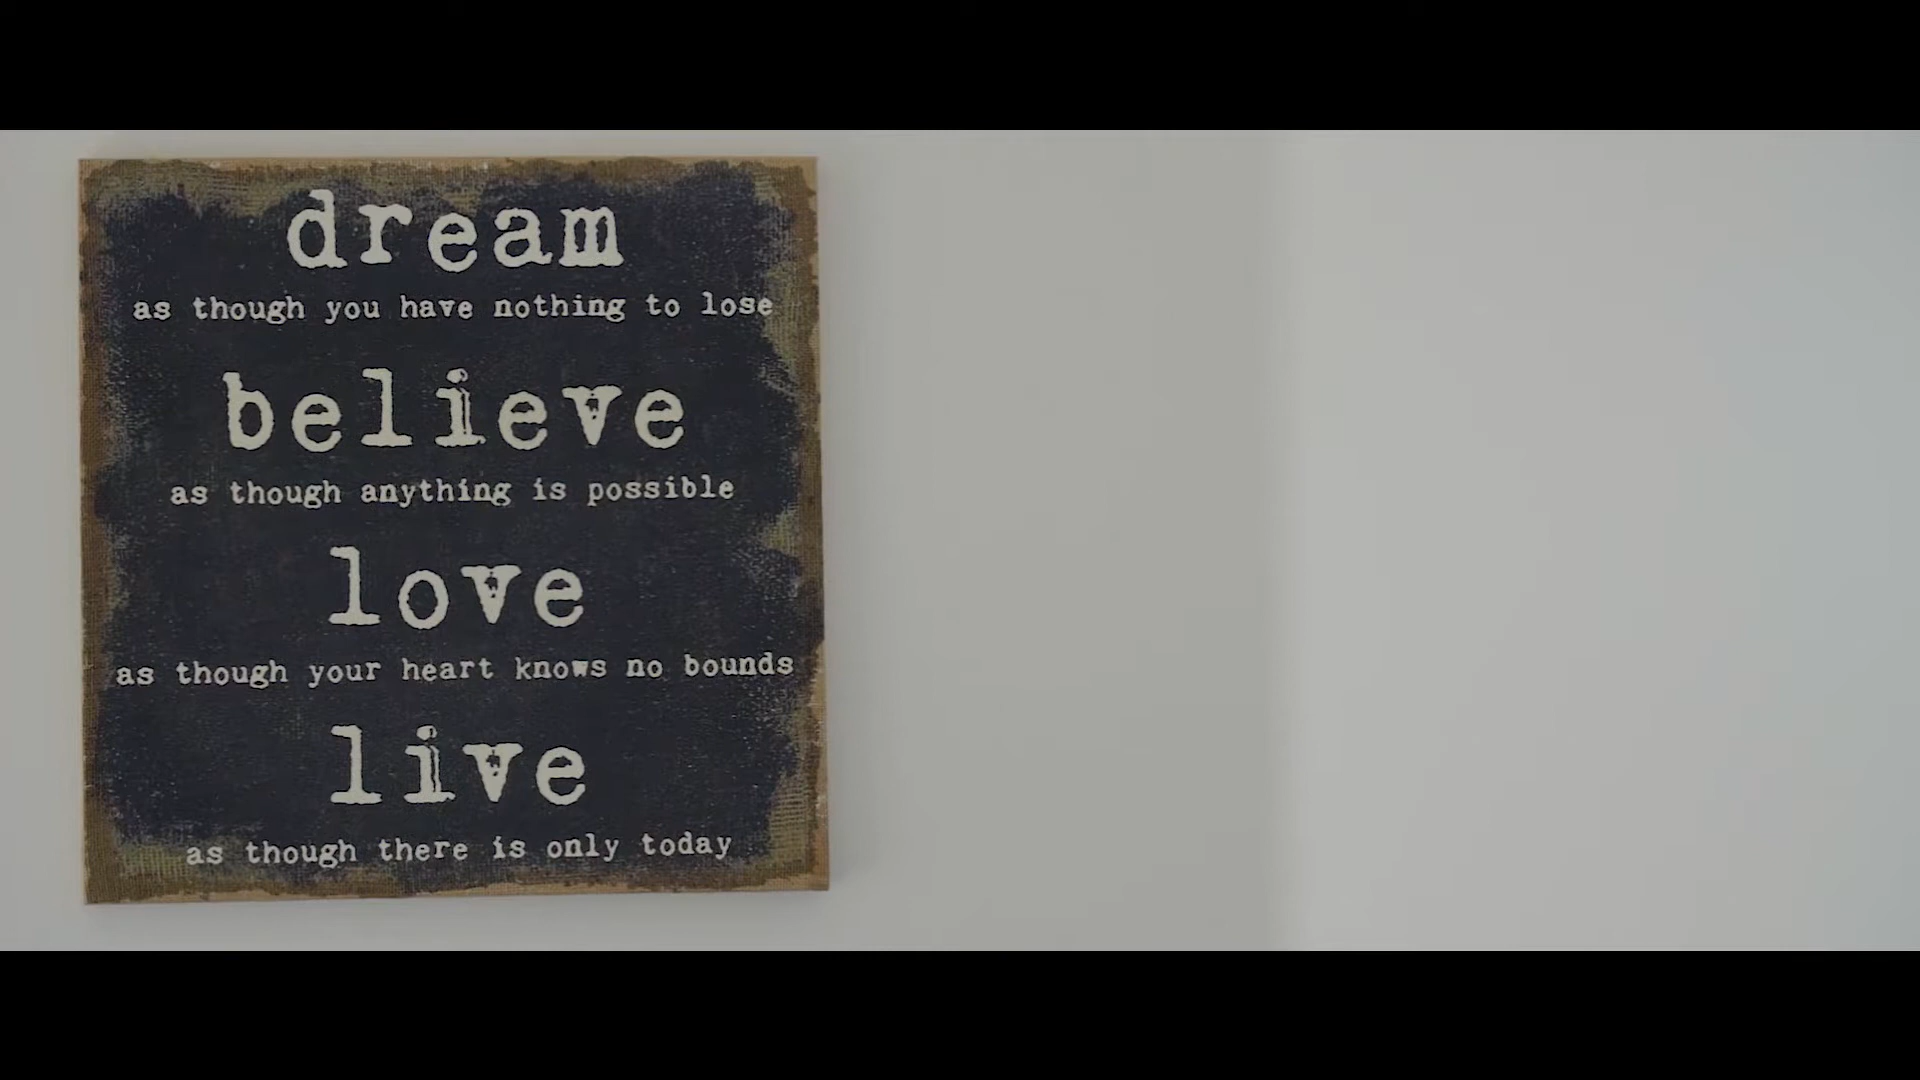 dream
as though you have nothing to lose
believe
as though anything is possible
love
as though your heart knows no bounds
live
as though there is only today